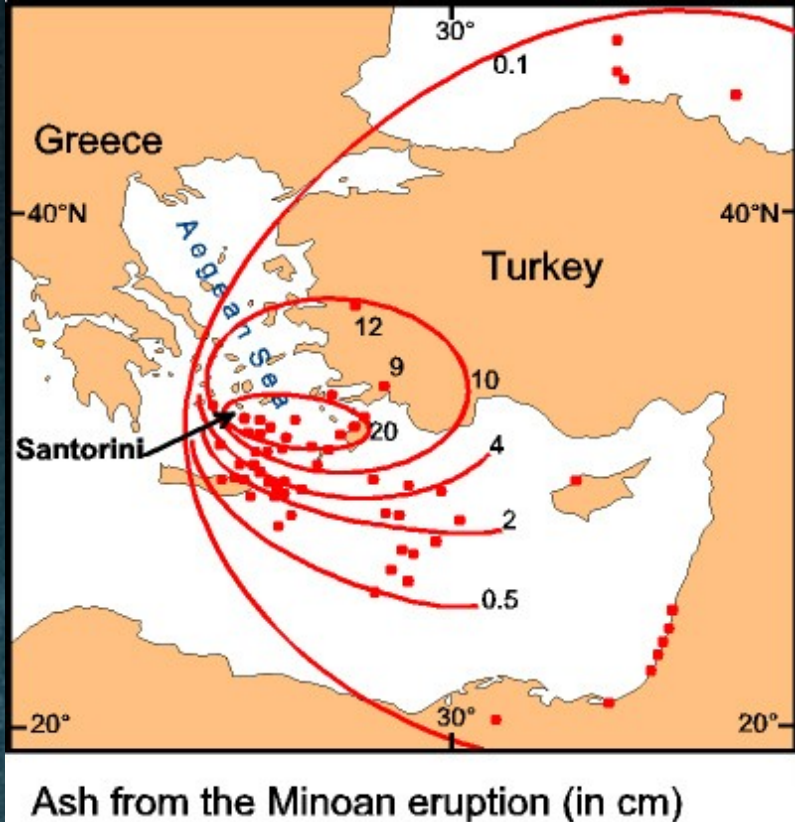 30°
0.1
Greece
40°N
40°N
Aegean Sea
Turkey
12
9
10
20
Santorini
4
2
0.5
20°
30°
20°
Ash from the Minoan eruption (in cm)